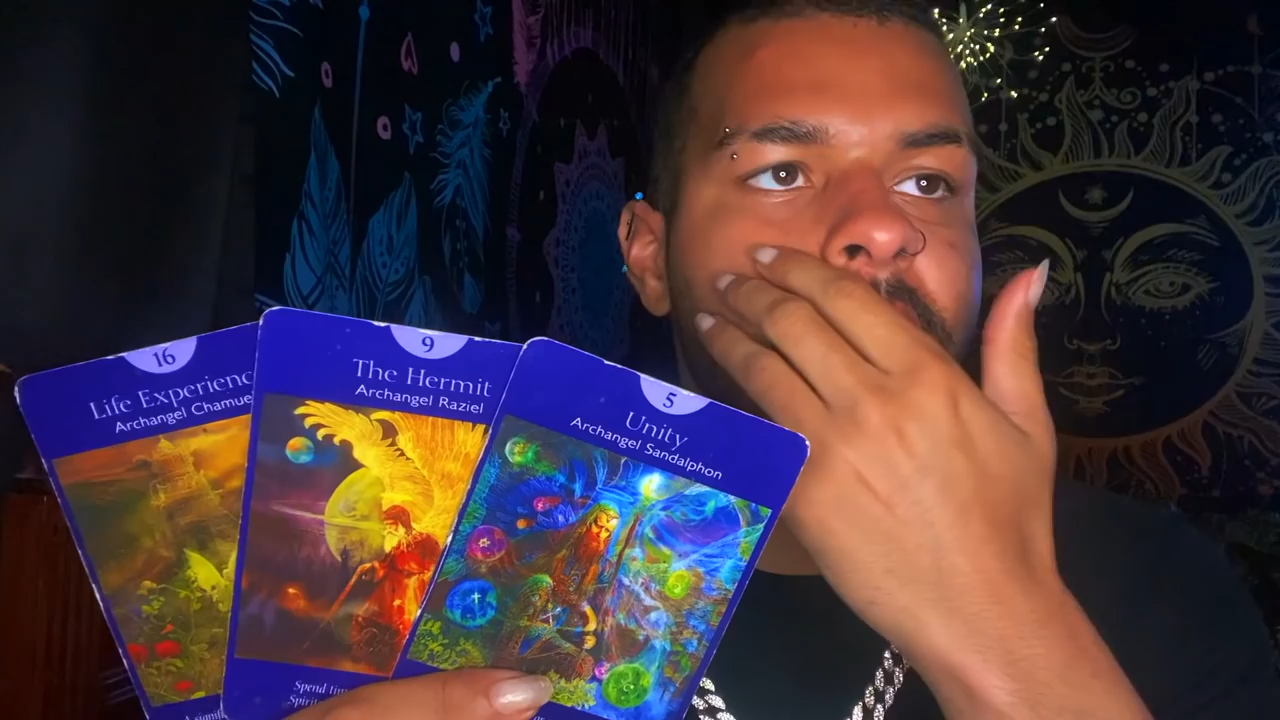 16
Life Experienc
Archangel Chamue
9
The Hermit
Archangel Raziel
Spend tim
Spirit
5
Unity
Archangel Sandalphon